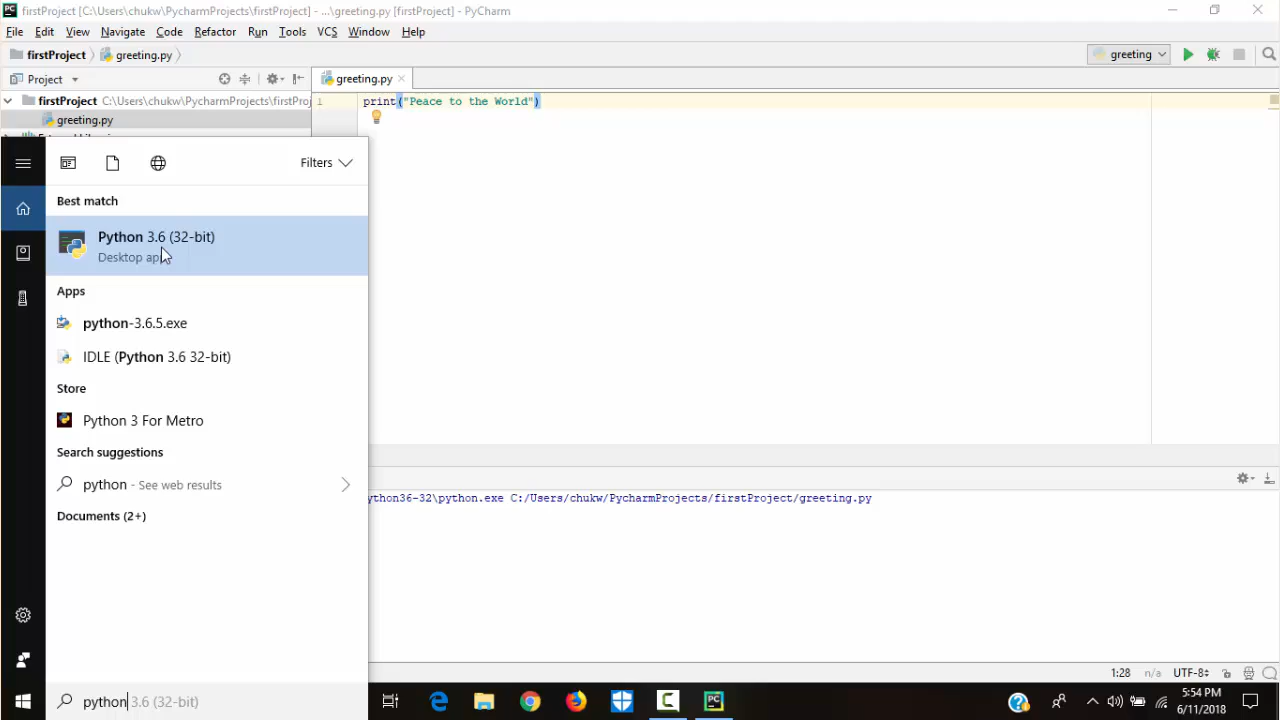 PC firstProject [C:\Users\chukw\PycharmProjects\firstProject] - ...\greeting.py [firstProject] - PyCharm
File Edit View Navigate Code Refactor Run Tools VCS Window Help
firstProject greeting.py greeting
Project greeting.py
firstProject C:\Users\chukw\PycharmProjects\firstProj 1 print("Peace to the World")
greeting.py
Filters
Best match
Python 3.6 (32-bit)
Desktop app
Apps
python-3.6.5.exe
IDLE (Python 3.6 32-bit)
Store
Python 3 For Metro
Search suggestions
python - See web results
ython36-32\python.exe C:/Users/chukw/PycharmProjects/firstProject/greeting.py
Documents (2+)
1:28 n/a UTF-8
python 3.6 (32-bit)
PC
5:54 PM
6/11/2018